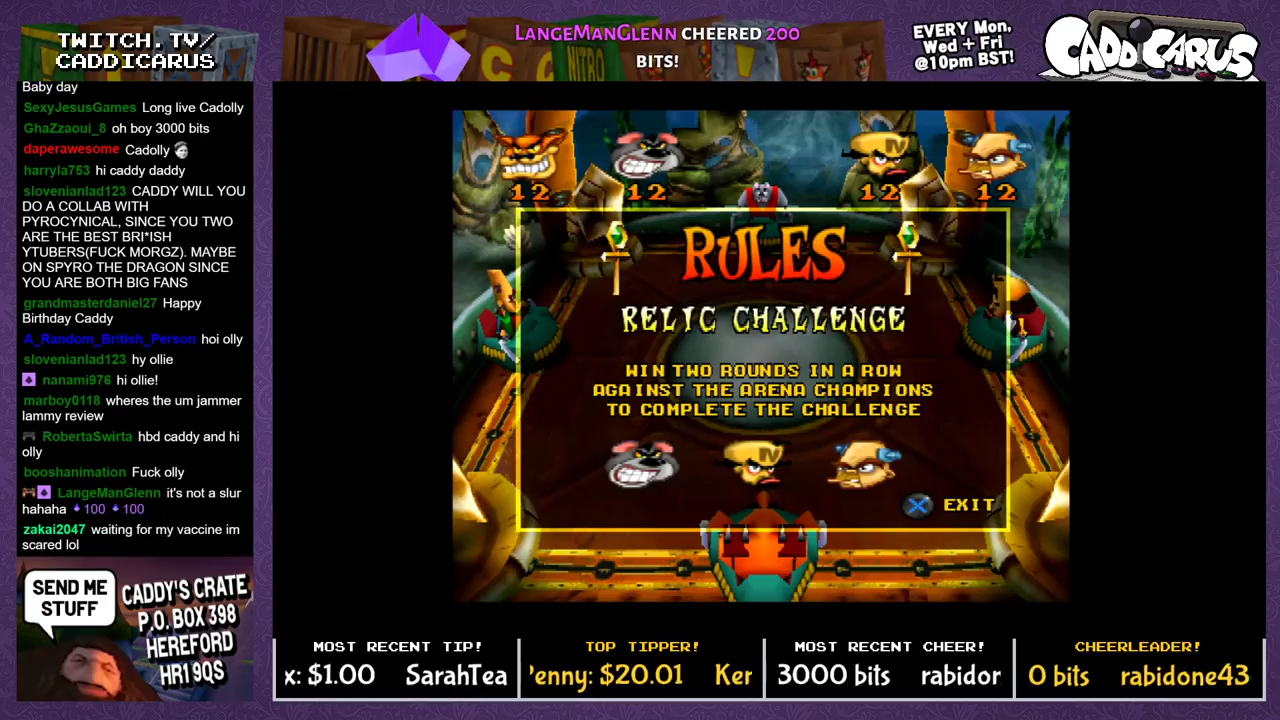 TWITCH.TV/
CADDICARUS
LANGEMANGLENN CHEERED 200
BITS!
EVERY Mon,
Wed + Fri
@10pm BST!
CADDICARUS
Baby day
SexyJesusGames Long live Cadolly
GhaZzaoui_8 oh boy 3000 bits
daperawesome Cadolly
harryla753 hi caddy daddy
slovenianlad123 CADDY WILL YOU
DO A COLLAB WITH
PYROCYNICAL, SINCE YOU TWO
ARE THE BEST BRI*ISH
YTUBERS(FUCK MORGZ). MAYBE
ON SPYRO THE DRAGON SINCE
YOU ARE BOTH BIG FANS
grandmasterdaniel27 Happy
Birthday Caddy
A_Random_British_Person hoi olly
slovenianlad123 hy ollie
nanami976 hi ollie!
marboy0118 wheres the um jammer
lammy review
RobertaSwirta hbd caddy and hi
olly
booshanimation Fuck olly
LangeManGlenn it's not a slur
hahaha 100 100
zakai2047 waiting for my vaccine im
scared lol
SEND ME
STUFF
CADDY'S CRATE
P.O. BOX 398
HEREFORD
HR1 9QS
C
NITRO
12 12 12 12
RULES
RELIC CHALLENGE
WIN TWO ROUNDS IN A ROW
AGAINST THE ARENA CHAMPIONS
TO COMPLETE THE CHALLENGE
EXIT
MOST RECENT TIP!
x: $1.00 SarahTea
TOP TIPPER!
Penny: $20.01 Ker
MOST RECENT CHEER!
3000 bits rabidor
CHEERLEADER!
0 bits rabidone43